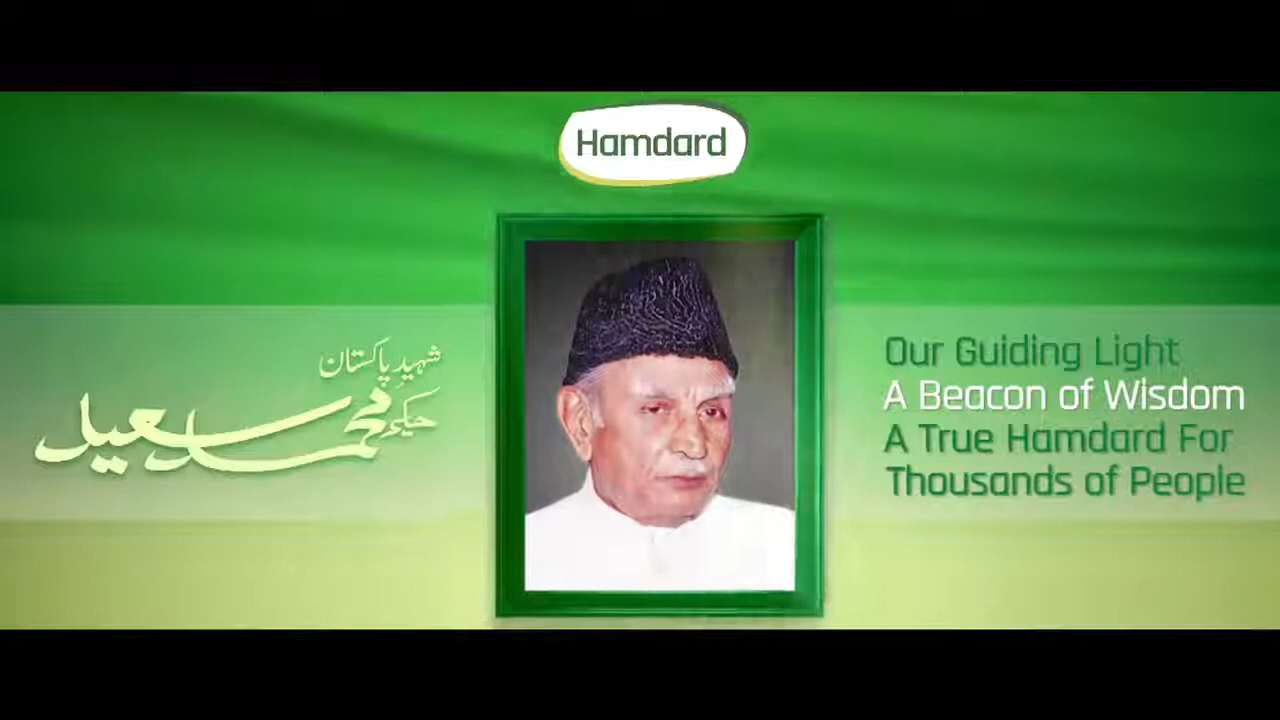 Hamdard
شہیدِ پاکستان
حکیم
محمد سعید
Our Guiding Light
A Beacon of Wisdom
A True Hamdard For
Thousands of People